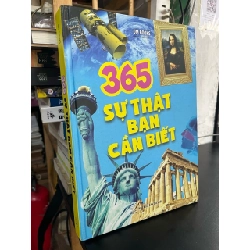 365
SỰ THẬT
BẠN
CẦN BIẾT